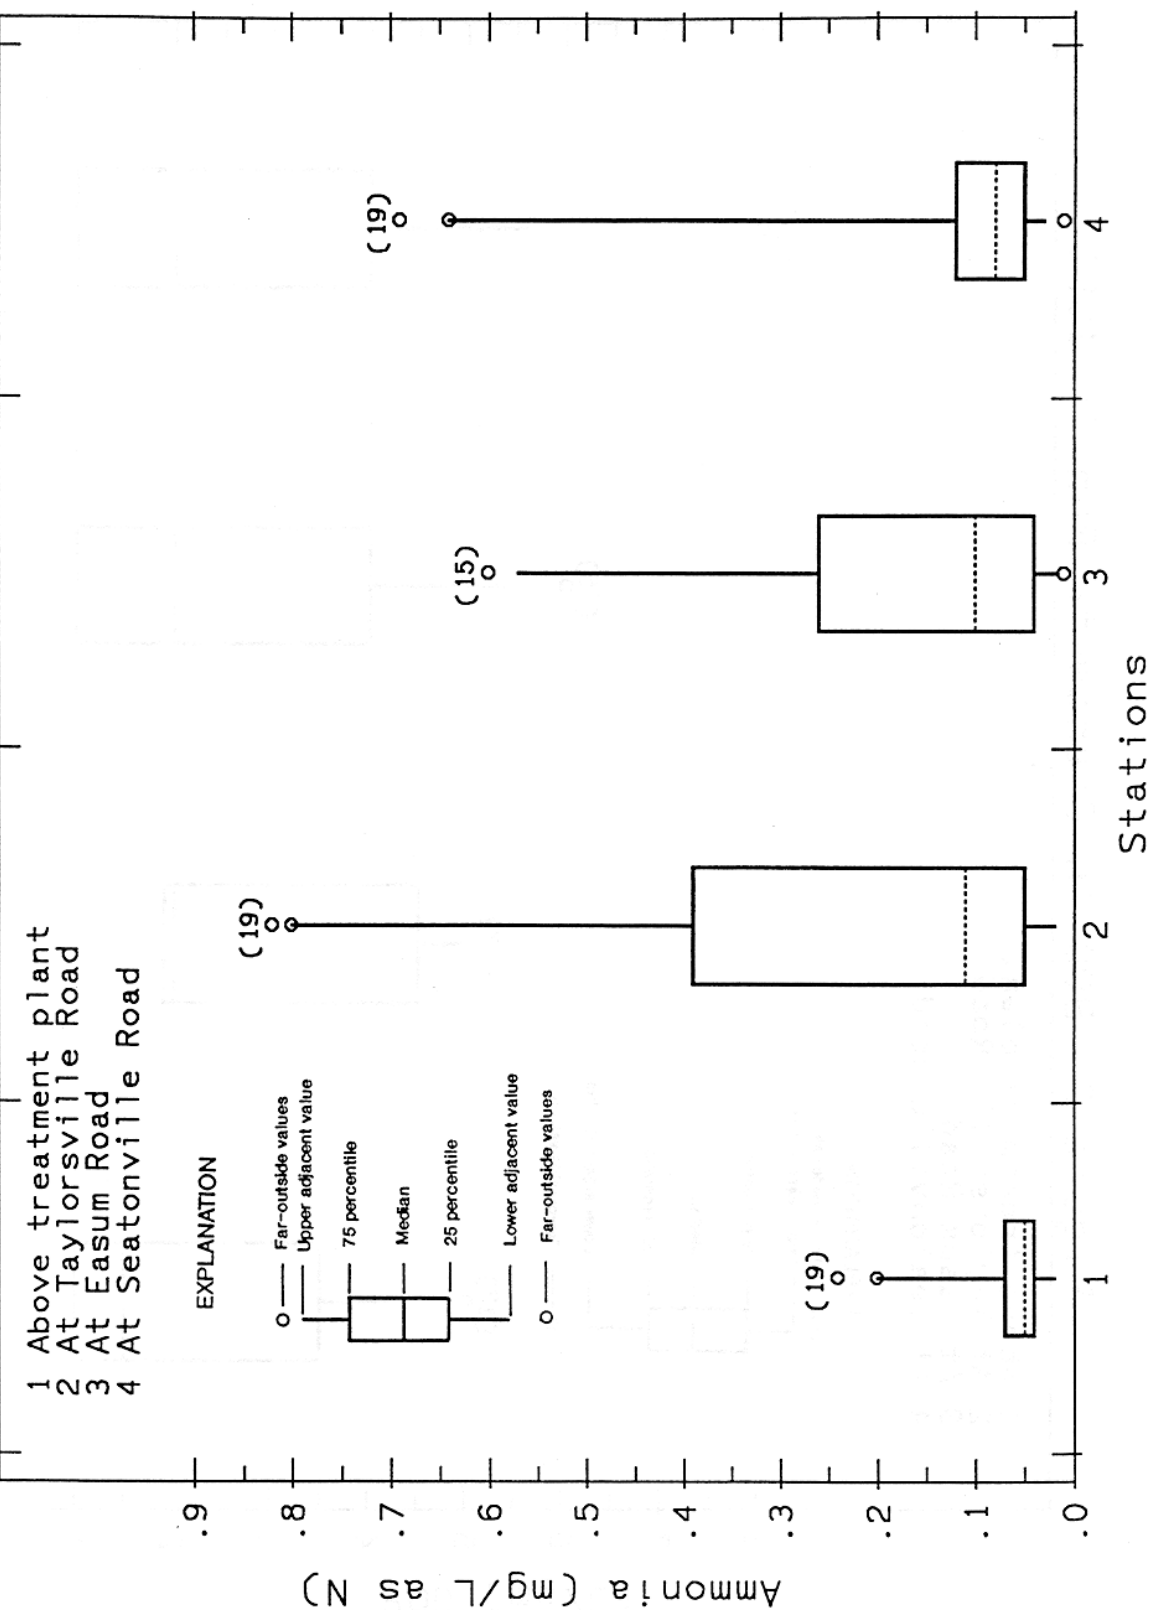 1 Above treatment plant
2 At Taylorsville Road
3 At Easum Road
4 At Seatonville Road
EXPLANATION
Far-outside values
Upper adjacent value
75 percentile
Median
25 percentile
Lower adjacent value
Far-outside values
(19)
(19)
(15)
(19)
.9
.8
.7
.6
.5
.4
.3
.2
.1
.0
Ammonia (mg/L as N)
1 2 3 4
Stations